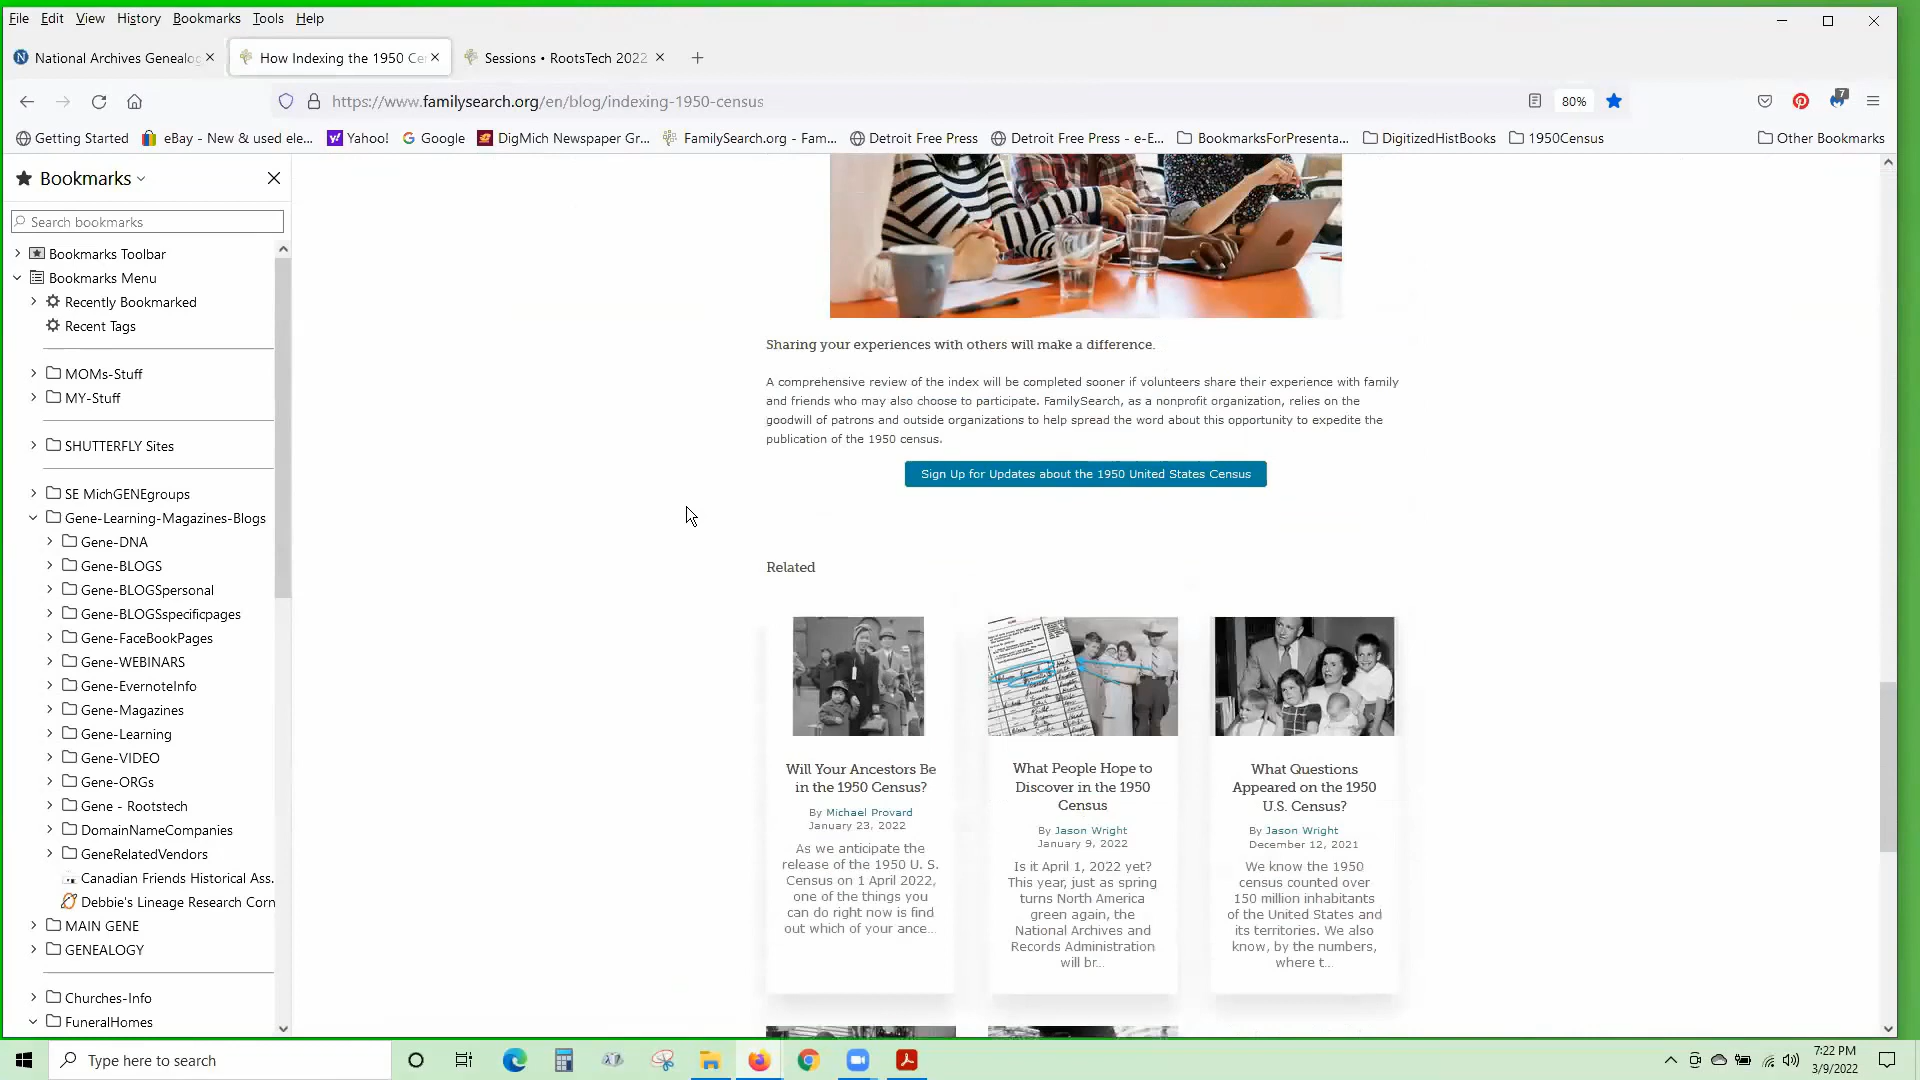 File Edit View History Bookmarks Tools Help
National Archives Genealog
How Indexing the 1950 Ce
Sessions • RootsTech 2022
https://www.familysearch.org/en/blog/indexing-1950-census
80%
7
Getting Started
eBay - New & used ele...
Yahoo!
Google
DigMich Newspaper Gr...
FamilySearch.org - Fam...
Detroit Free Press
Detroit Free Press - e-E...
BookmarksForPresenta...
DigitizedHistBooks
1950Census
Other Bookmarks
Bookmarks
Search bookmarks
Bookmarks Toolbar
Bookmarks Menu
Recently Bookmarked
Recent Tags
MOMs-Stuff
MY-Stuff
SHUTTERFLY Sites
SE MichGENEgroups
Gene-Learning-Magazines-Blogs
Gene-DNA
Gene-BLOGS
Gene-BLOGSpersonal
Gene-BLOGSspecificpages
Gene-FaceBookPages
Gene-WEBINARS
Gene-EvernoteInfo
Gene-Magazines
Gene-Learning
Gene-VIDEO
Gene-ORGs
Gene - Rootstech
DomainNameCompanies
GeneRelatedVendors
Canadian Friends Historical Ass.
Debbie's Lineage Research Corn
MAIN GENE
GENEALOGY
Churches-Info
FuneralHomes
Sharing your experiences with others will make a difference.
A comprehensive review of the index will be completed sooner if volunteers share their experience with family
and friends who may also choose to participate. FamilySearch, as a nonprofit organization, relies on the
goodwill of patrons and outside organizations to help spread the word about this opportunity to expedite the
publication of the 1950 census.
Sign Up for Updates about the 1950 United States Census
Related
Will Your Ancestors Be
in the 1950 Census?
By Michael Provard
January 23, 2022
As we anticipate the
release of the 1950 U. S.
Census on 1 April 2022,
one of the things you
can do right now is find
out which of your ance...
What People Hope to
Discover in the 1950
Census
By Jason Wright
January 9, 2022
Is it April 1, 2022 yet?
This year, just as spring
turns North America
green again, the
National Archives and
Records Administration
will br...
What Questions
Appeared on the 1950
U.S. Census?
By Jason Wright
December 12, 2021
We know the 1950
census counted over
150 million inhabitants
of the United States and
its territories. We also
know, by the numbers,
where t...
Type here to search
7:22 PM
3/9/2022